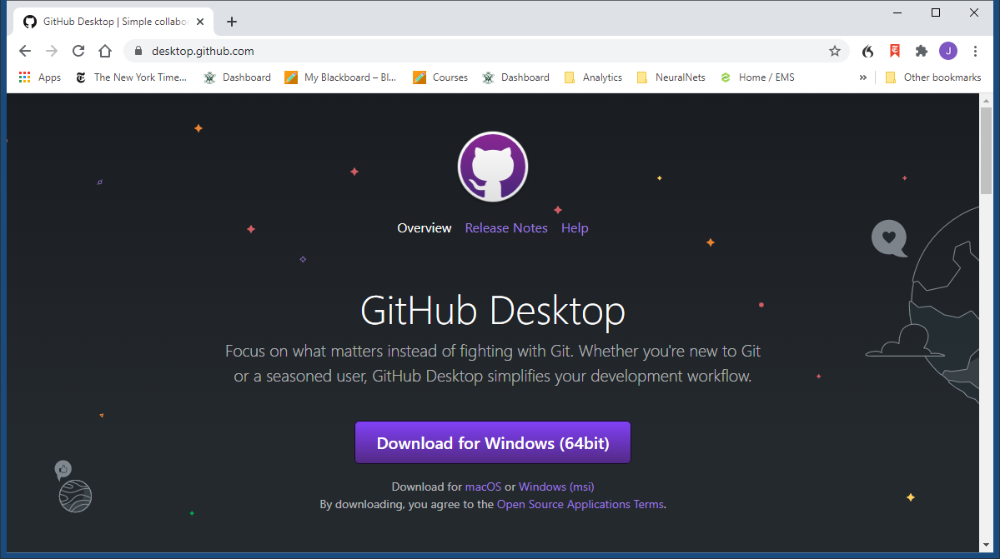 GitHub Desktop | Simple collabo
desktop.github.com
J
Apps The New York Time... Dashboard My Blackboard – Bl... Courses Dashboard Analytics NeuralNets Home / EMS » Other bookmarks
Overview Release Notes Help
GitHub Desktop
Focus on what matters instead of fighting with Git. Whether you're new to Git
or a seasoned user, GitHub Desktop simplifies your development workflow.
Download for Windows (64bit)
Download for macOS or Windows (msi)
By downloading, you agree to the Open Source Applications Terms.